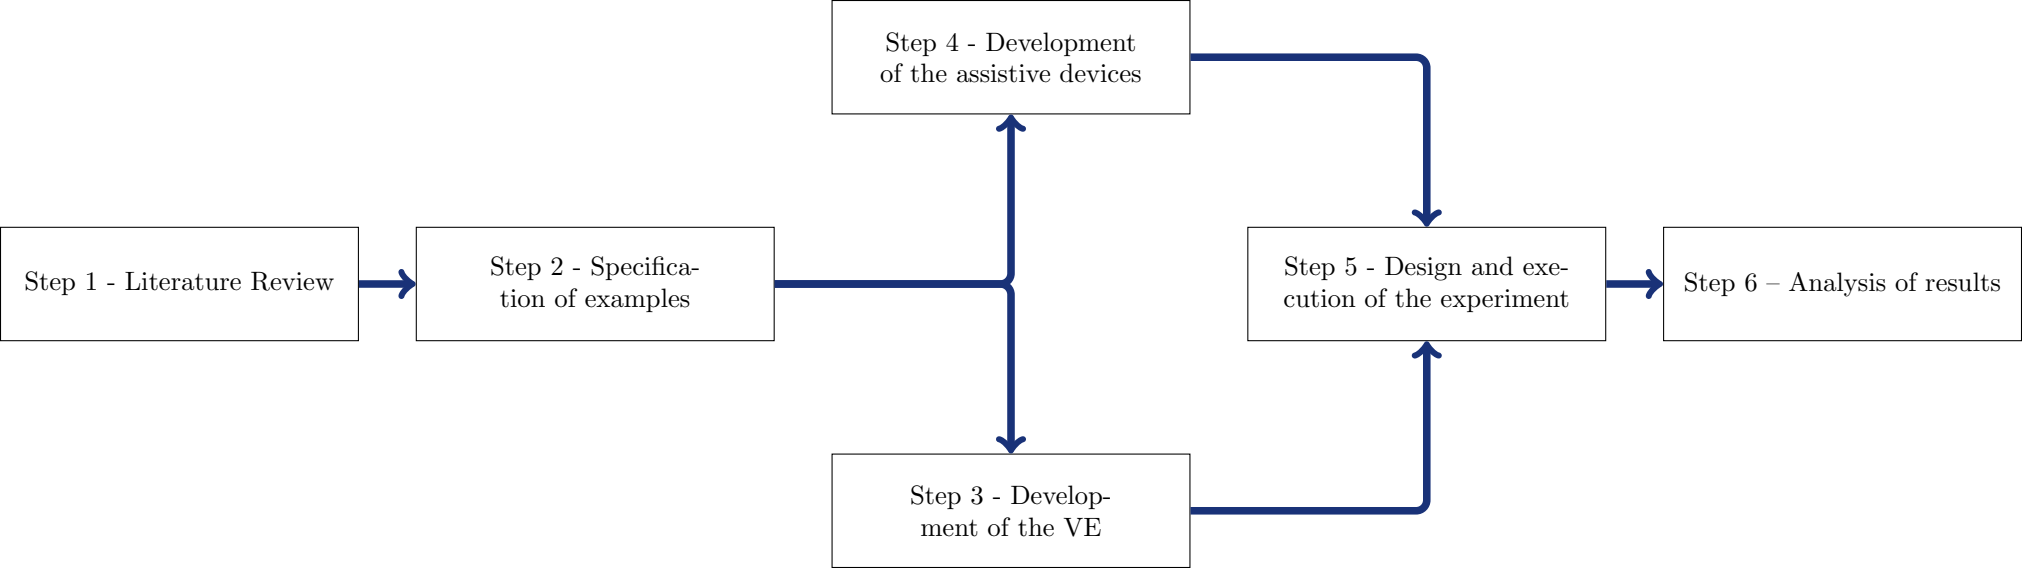 Step 1 - Literature Review
Step 2 - Specifica-
tion of examples
Step 4 - Development
of the assistive devices
Step 3 - Develop-
ment of the VE
Step 5 - Design and exe-
cution of the experiment
Step 6 – Analysis of results